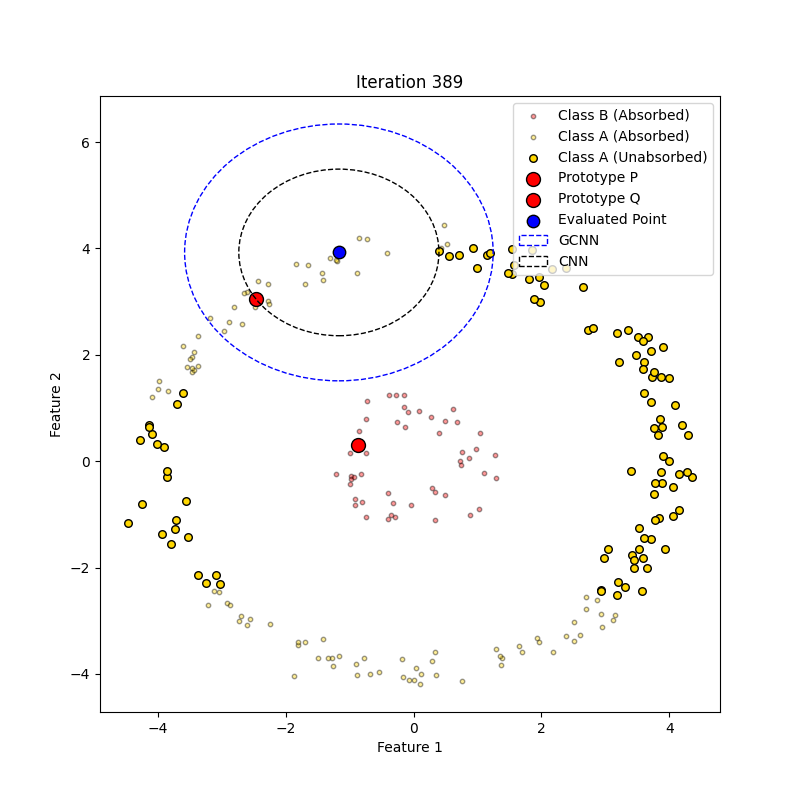 Iteration 389
Class B (Absorbed)
Class A (Absorbed)
Class A (Unabsorbed)
Prototype P
Prototype Q
Evaluated Point
GCNN
CNN
Feature 2
6
4
2
0
−2
−4
−4
−2
0
2
4
Feature 1